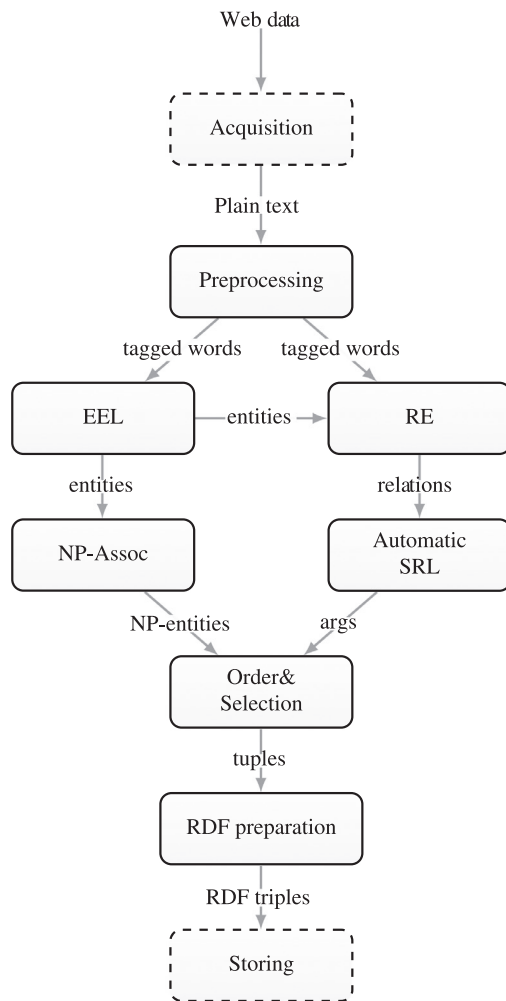 Web data
Acquisition
Plain text
Preprocessing
tagged words
tagged words
EEL
entities
RE
entities
relations
NP-Assoc
Automatic
SRL
NP-entities
args
Order&
Selection
tuples
RDF preparation
RDF triples
Storing